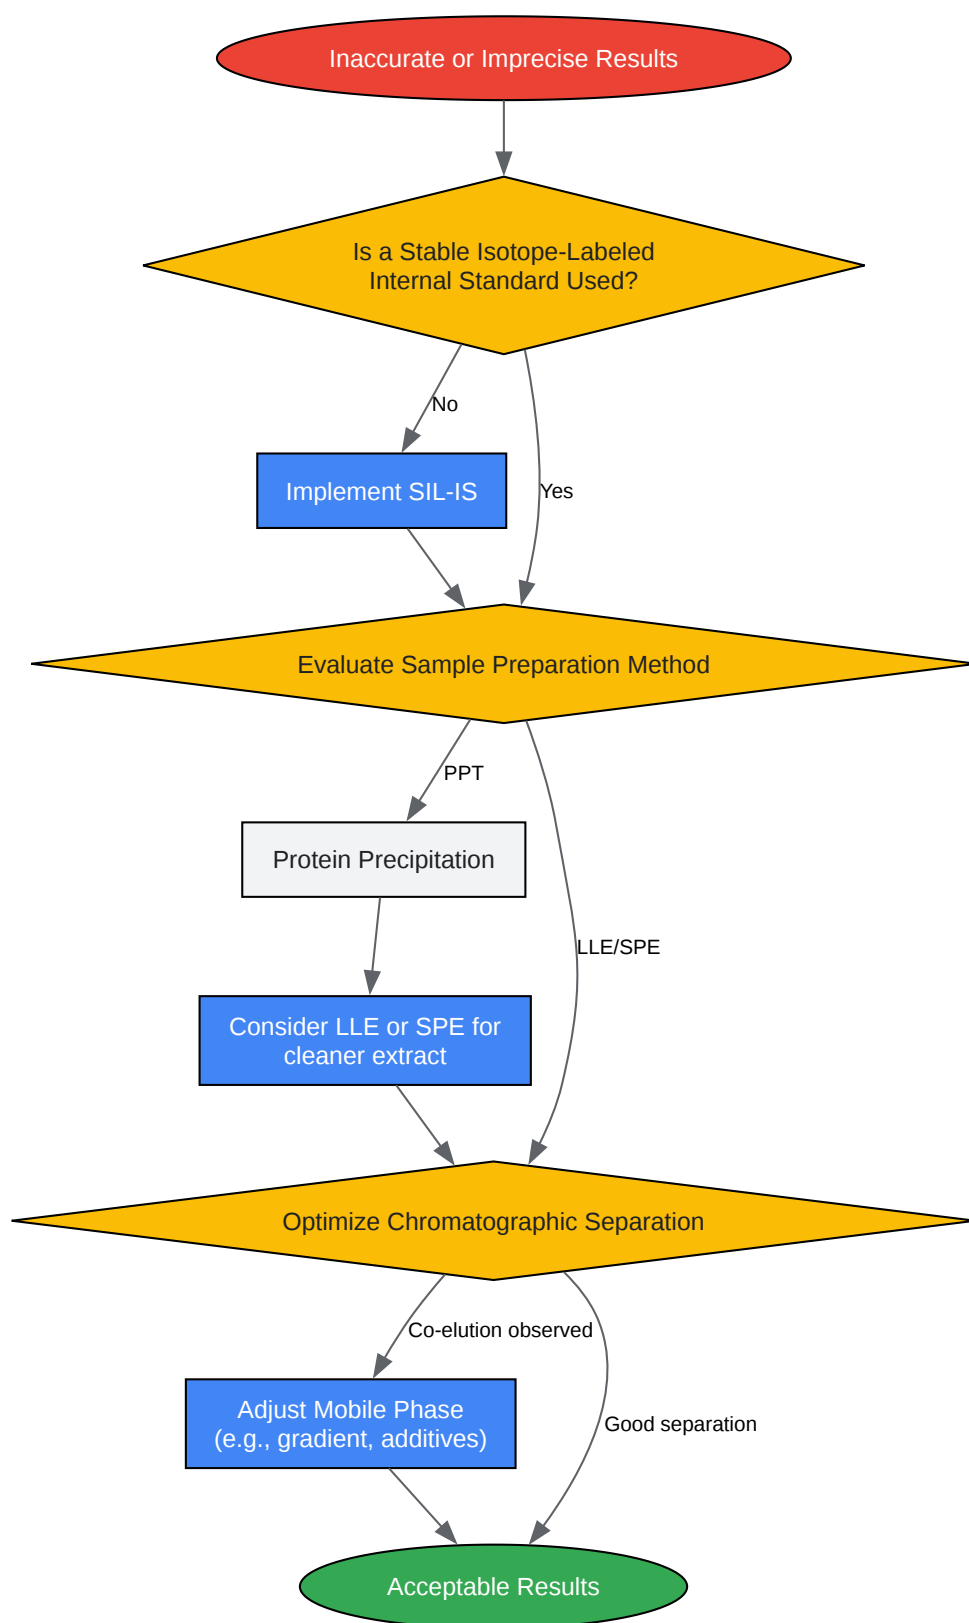 Inaccurate or Imprecise Results
Is a Stable Isotope-Labeled
Internal Standard Used?
No
Implement SIL-IS
Yes
Evaluate Sample Preparation Method
PPT
Protein Precipitation
LLE/SPE
Consider LLE or SPE for
cleaner extract
Optimize Chromatographic Separation
Co-elution observed
Adjust Mobile Phase
(e.g., gradient, additives)
Good separation
Acceptable Results